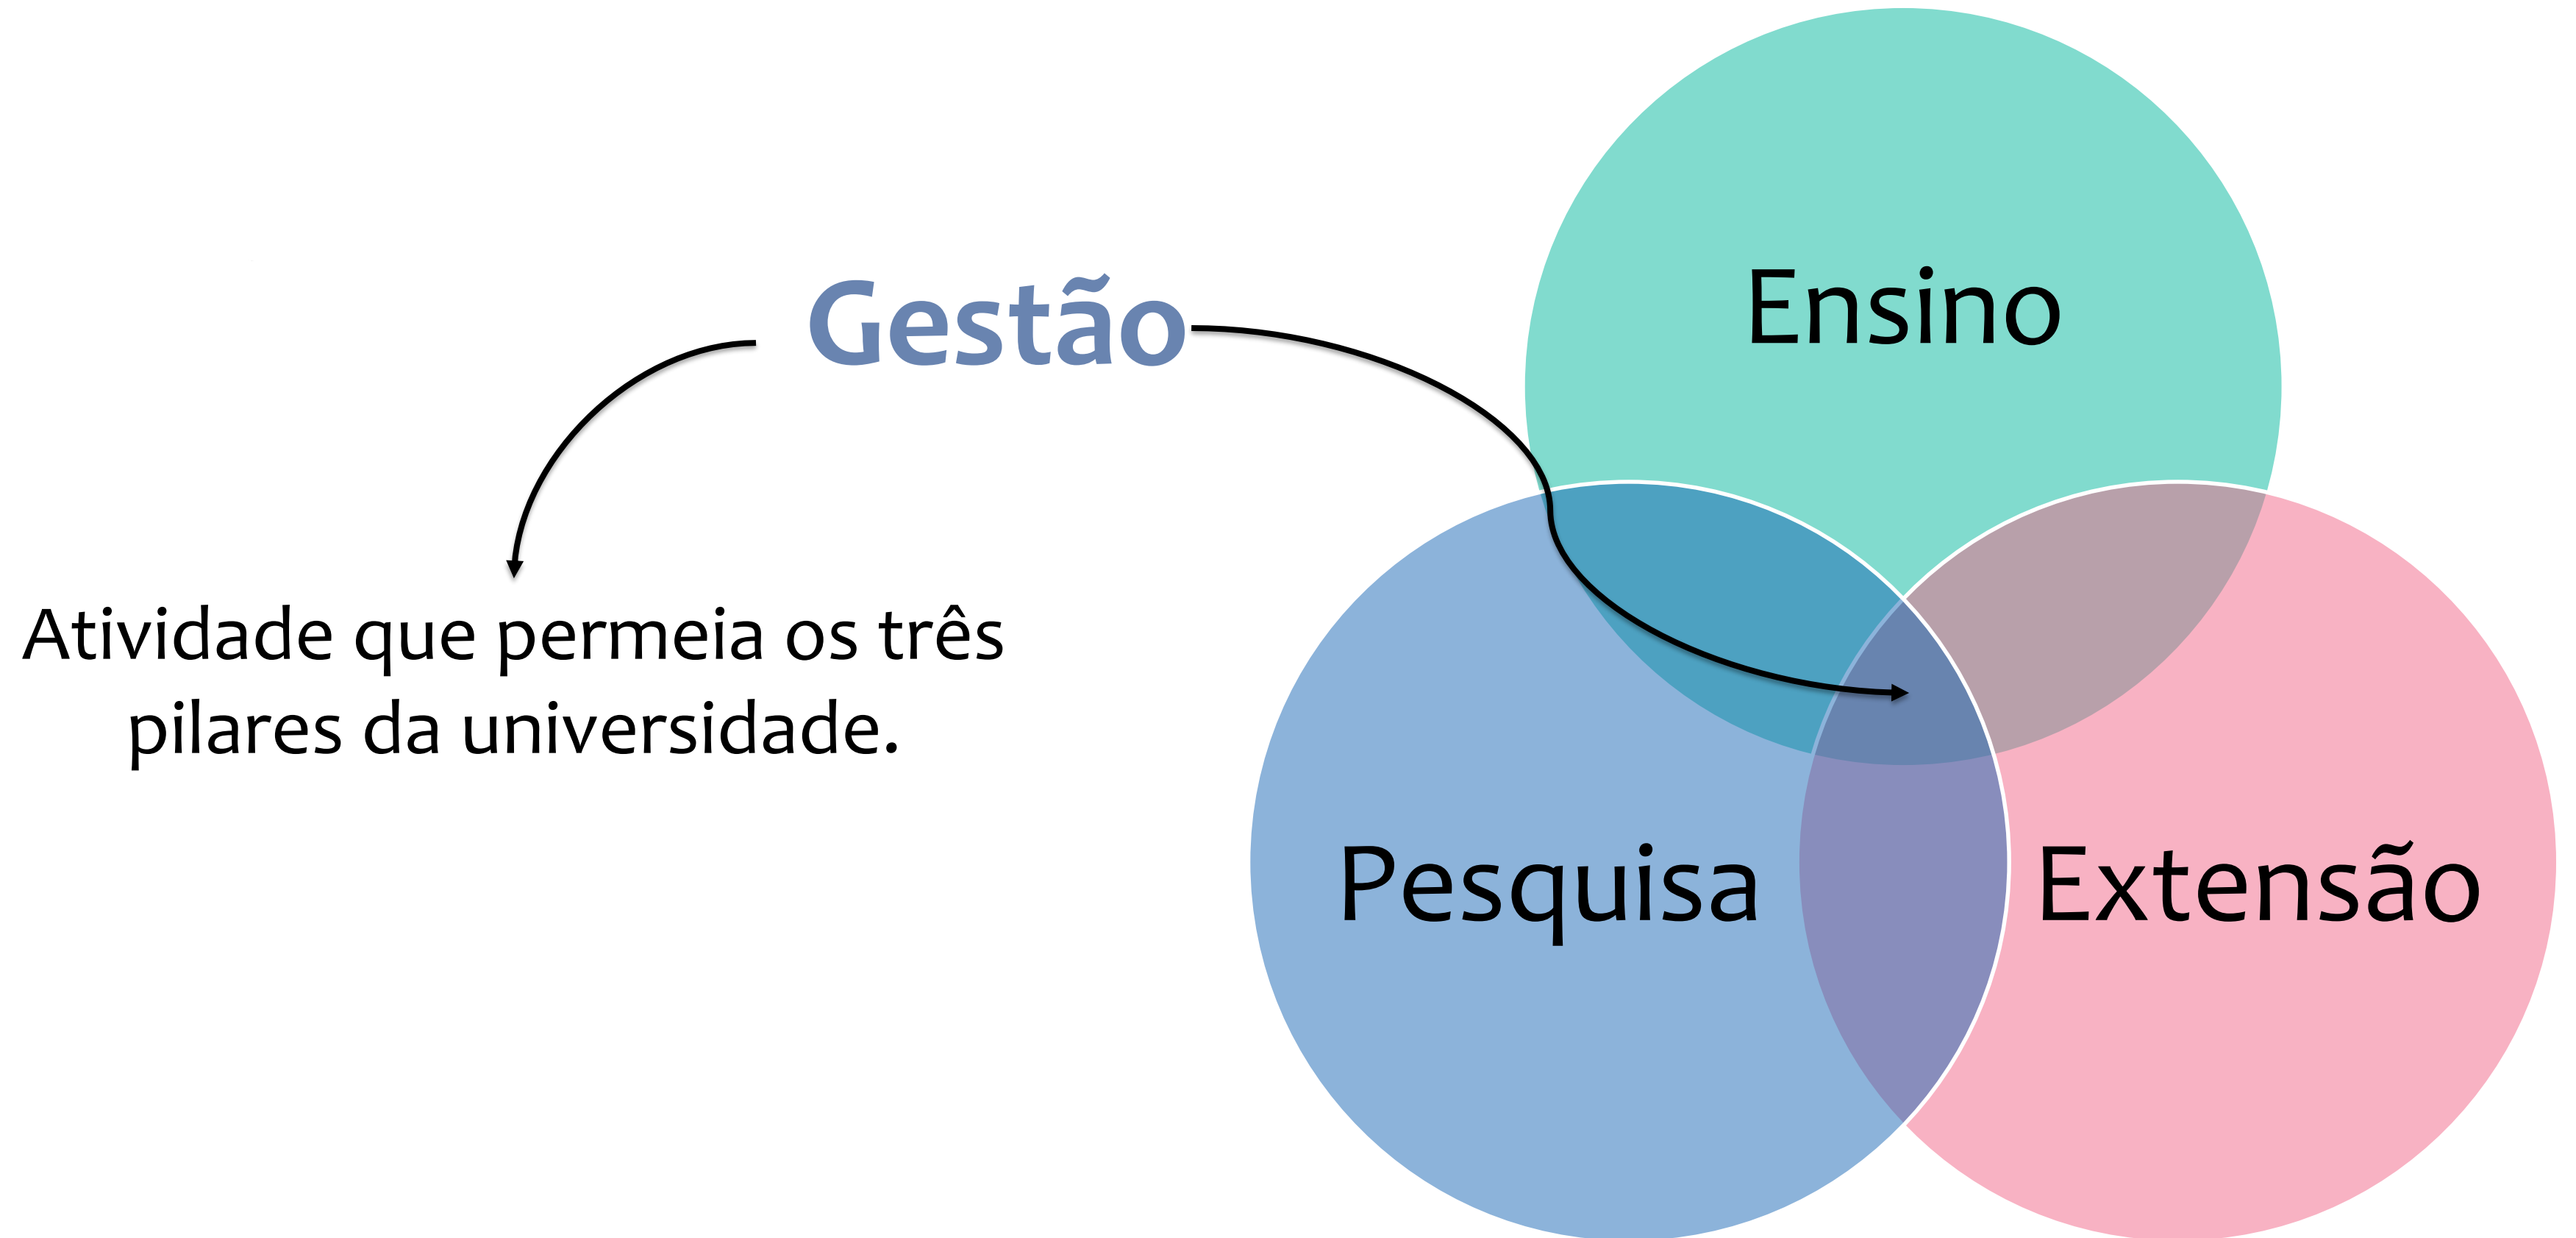 Gestão
Atividade que permeia os três
pilares da universidade.
Ensino
Pesquisa
Extensão